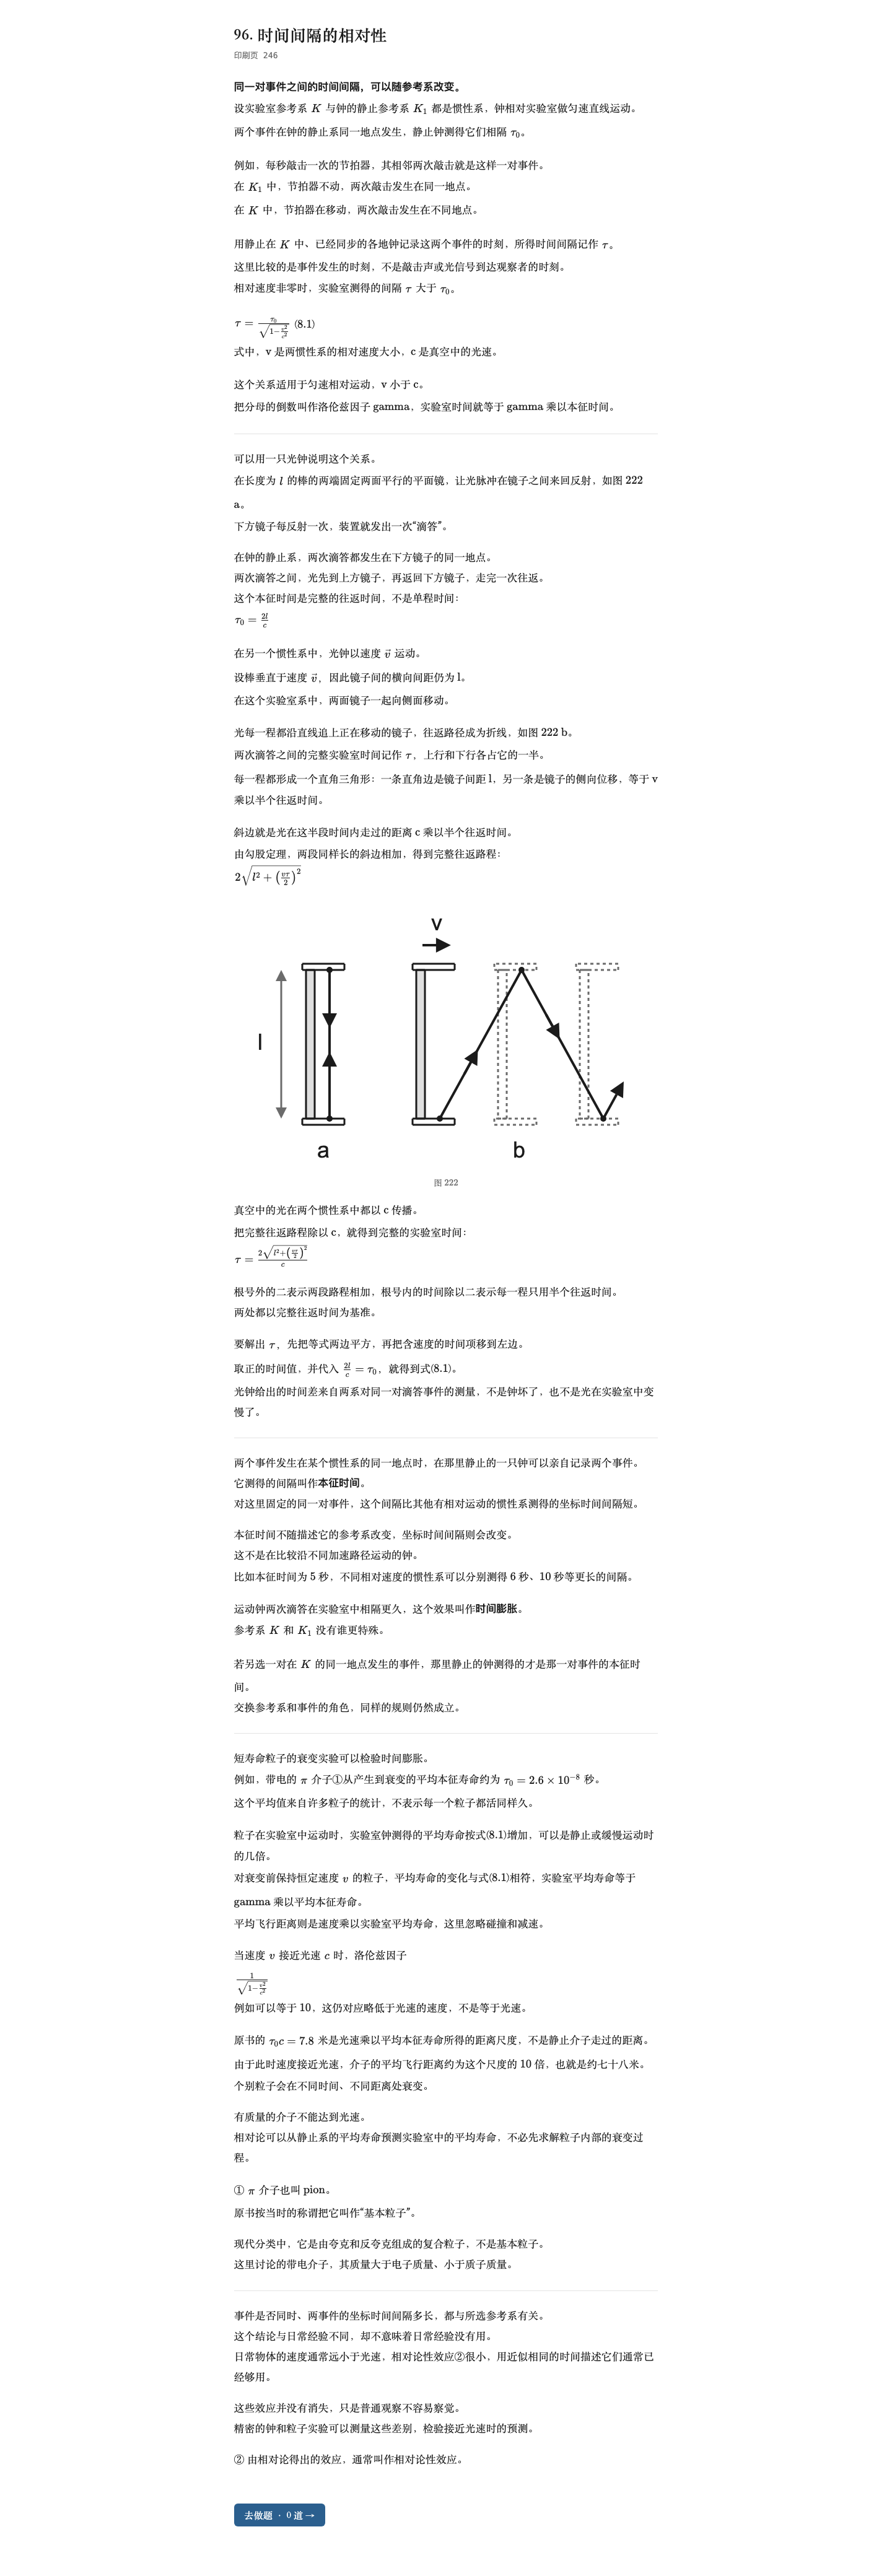 96. 时间间隔的相对性
印刷页 246
同一对事件之间的时间间隔，可以随参考系改变。
设实验室参考系 K 与钟的静止参考系 K₁ 都是惯性系，钟相对实验室做匀速直线运动。
两个事件在钟的静止系同一地点发生，静止钟测得它们相隔 τ₀。
例如，每秒敲击一次的节拍器，其相邻两次敲击就是这样一对事件。
在 K₁ 中，节拍器不动，两次敲击发生在同一地点。
在 K 中，节拍器在移动，两次敲击发生在不同地点。
用静止在 K 中、已经同步的各地钟记录这两个事件的时刻，所得时间间隔记作 τ。
这里比较的是事件发生的时刻，不是敲击声或光信号到达观察者的时刻。
相对速度非零时，实验室测得的间隔 τ 大于 τ₀。
τ = τ₀/√(1−v²/c²) (8.1)
式中，v 是两惯性系的相对速度大小，c 是真空中的光速。
这个关系适用于匀速相对运动，v 小于 c。
把分母的倒数叫作洛伦兹因子 gamma，实验室时间就等于 gamma 乘以本征时间。
可以用一只光钟说明这个关系。
在长度为 l 的棒的两端固定两面平行的平面镜，让光脉冲在镜子之间来回反射，如图 222
a。
下方镜子每反射一次，装置就发出一次“滴答”。
在钟的静止系，两次滴答都发生在下方镜子的同一地点。
两次滴答之间，光先到上方镜子，再返回下方镜子，走完一次往返。
这个本征时间是完整的往返时间，不是单程时间：
τ₀ = 2l/c
在另一个惯性系中，光钟以速度 v⃗ 运动。
设棒垂直于速度 v⃗，因此镜子间的横向间距仍为 l。
在这个实验室系中，两面镜子一起向侧面移动。
光每一程都沿直线追上正在移动的镜子，往返路径成为折线，如图 222 b。
两次滴答之间的完整实验室时间记作 τ，上行和下行各占它的一半。
每一程都形成一个直角三角形：一条直角边是镜子间距 l，另一条是镜子的侧向位移，等于 v
乘以半个往返时间。
斜边就是光在这半段时间内走过的距离 c 乘以半个往返时间。
由勾股定理，两段同样长的斜边相加，得到完整往返路程：
2√(l² + (vτ/2)²)
v
l
a
b
图 222
真空中的光在两个惯性系中都以 c 传播。
把完整往返路程除以 c，就得到完整的实验室时间：
τ = 2√(l²+(vτ/2)²)/c
根号外的二表示两段路程相加，根号内的时间除以二表示每一程只用半个往返时间。
两处都以完整往返时间为基准。
要解出 τ，先把等式两边平方，再把含速度的时间项移到左边。
取正的时间值，并代入 2l/c = τ₀，就得到式(8.1)。
光钟给出的时间差来自两系对同一对滴答事件的测量，不是钟坏了，也不是光在实验室中变
慢了。
两个事件发生在某个惯性系的同一地点时，在那里静止的一只钟可以亲自记录两个事件。
它测得的间隔叫作本征时间。
对这里固定的同一对事件，这个间隔比其他有相对运动的惯性系测得的坐标时间间隔短。
本征时间不随描述它的参考系改变，坐标时间间隔则会改变。
这不是在比较沿不同加速路径运动的钟。
比如本征时间为 5 秒，不同相对速度的惯性系可以分别测得 6 秒、10 秒等更长的间隔。
运动钟两次滴答在实验室中相隔更久，这个效果叫作时间膨胀。
参考系 K 和 K₁ 没有谁更特殊。
若另选一对在 K 的同一地点发生的事件，那里静止的钟测得的才是那一对事件的本征时
间。
交换参考系和事件的角色，同样的规则仍然成立。
短寿命粒子的衰变实验可以检验时间膨胀。
例如，带电的 π 介子①从产生到衰变的平均本征寿命约为 τ₀ = 2.6 × 10⁻⁸ 秒。
这个平均值来自许多粒子的统计，不表示每一个粒子都活同样久。
粒子在实验室中运动时，实验室钟测得的平均寿命按式(8.1)增加，可以是静止或缓慢运动时
的几倍。
对衰变前保持恒定速度 v 的粒子，平均寿命的变化与式(8.1)相符，实验室平均寿命等于
gamma 乘以平均本征寿命。
平均飞行距离则是速度乘以实验室平均寿命，这里忽略碰撞和减速。
当速度 v 接近光速 c 时，洛伦兹因子
1/√(1−v²/c²)
例如可以等于 10，这仍对应略低于光速的速度，不是等于光速。
原书的 τ₀c = 7.8 米是光速乘以平均本征寿命所得的距离尺度，不是静止介子走过的距离。
由于此时速度接近光速，介子的平均飞行距离约为这个尺度的 10 倍，也就是约七十八米。
个别粒子会在不同时间、不同距离处衰变。
有质量的介子不能达到光速。
相对论可以从静止系的平均寿命预测实验室中的平均寿命，不必先求解粒子内部的衰变过
程。
① π 介子也叫 pion。
原书按当时的称谓把它叫作“基本粒子”。
现代分类中，它是由夸克和反夸克组成的复合粒子，不是基本粒子。
这里讨论的带电介子，其质量大于电子质量、小于质子质量。
事件是否同时、两事件的坐标时间间隔多长，都与所选参考系有关。
这个结论与日常经验不同，却不意味着日常经验没有用。
日常物体的速度通常远小于光速，相对论性效应②很小，用近似相同的时间描述它们通常已
经够用。
这些效应并没有消失，只是普通观察不容易察觉。
精密的钟和粒子实验可以测量这些差别，检验接近光速时的预测。
② 由相对论得出的效应，通常叫作相对论性效应。
去做题 · 0 道 →